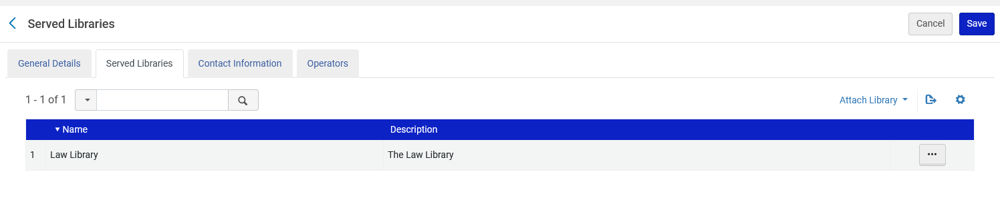 Served Libraries
Cancel
Save
General Details
Served Libraries
Contact Information
Operators
1 - 1 of 1
Attach Library
Name
Description
1
Law Library
The Law Library